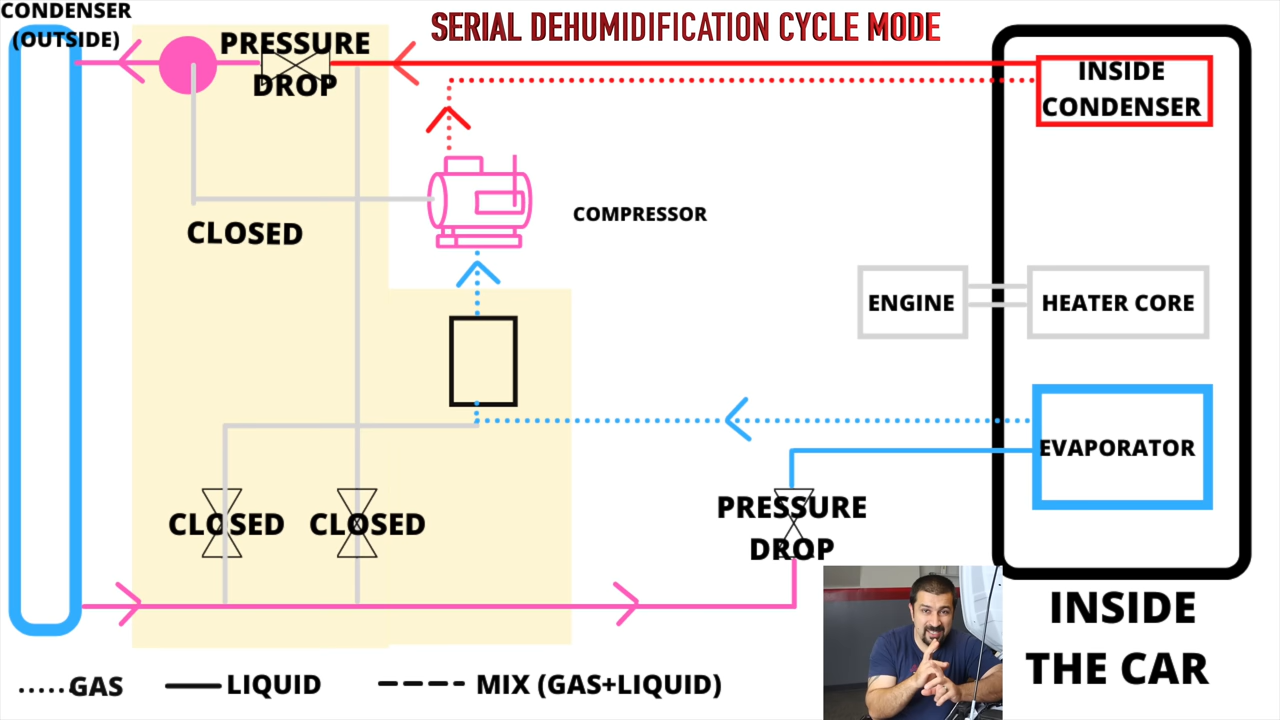 CONDENSER
(OUTSIDE)
SERIAL DEHUMIDIFICATION CYCLE MODE
PRESSURE
DROP
INSIDE
CONDENSER
COMPRESSOR
CLOSED
ENGINE
HEATER CORE
EVAPORATOR
CLOSED
CLOSED
PRESSURE
DROP
INSIDE
THE CAR
GAS
LIQUID
MIX (GAS+LIQUID)